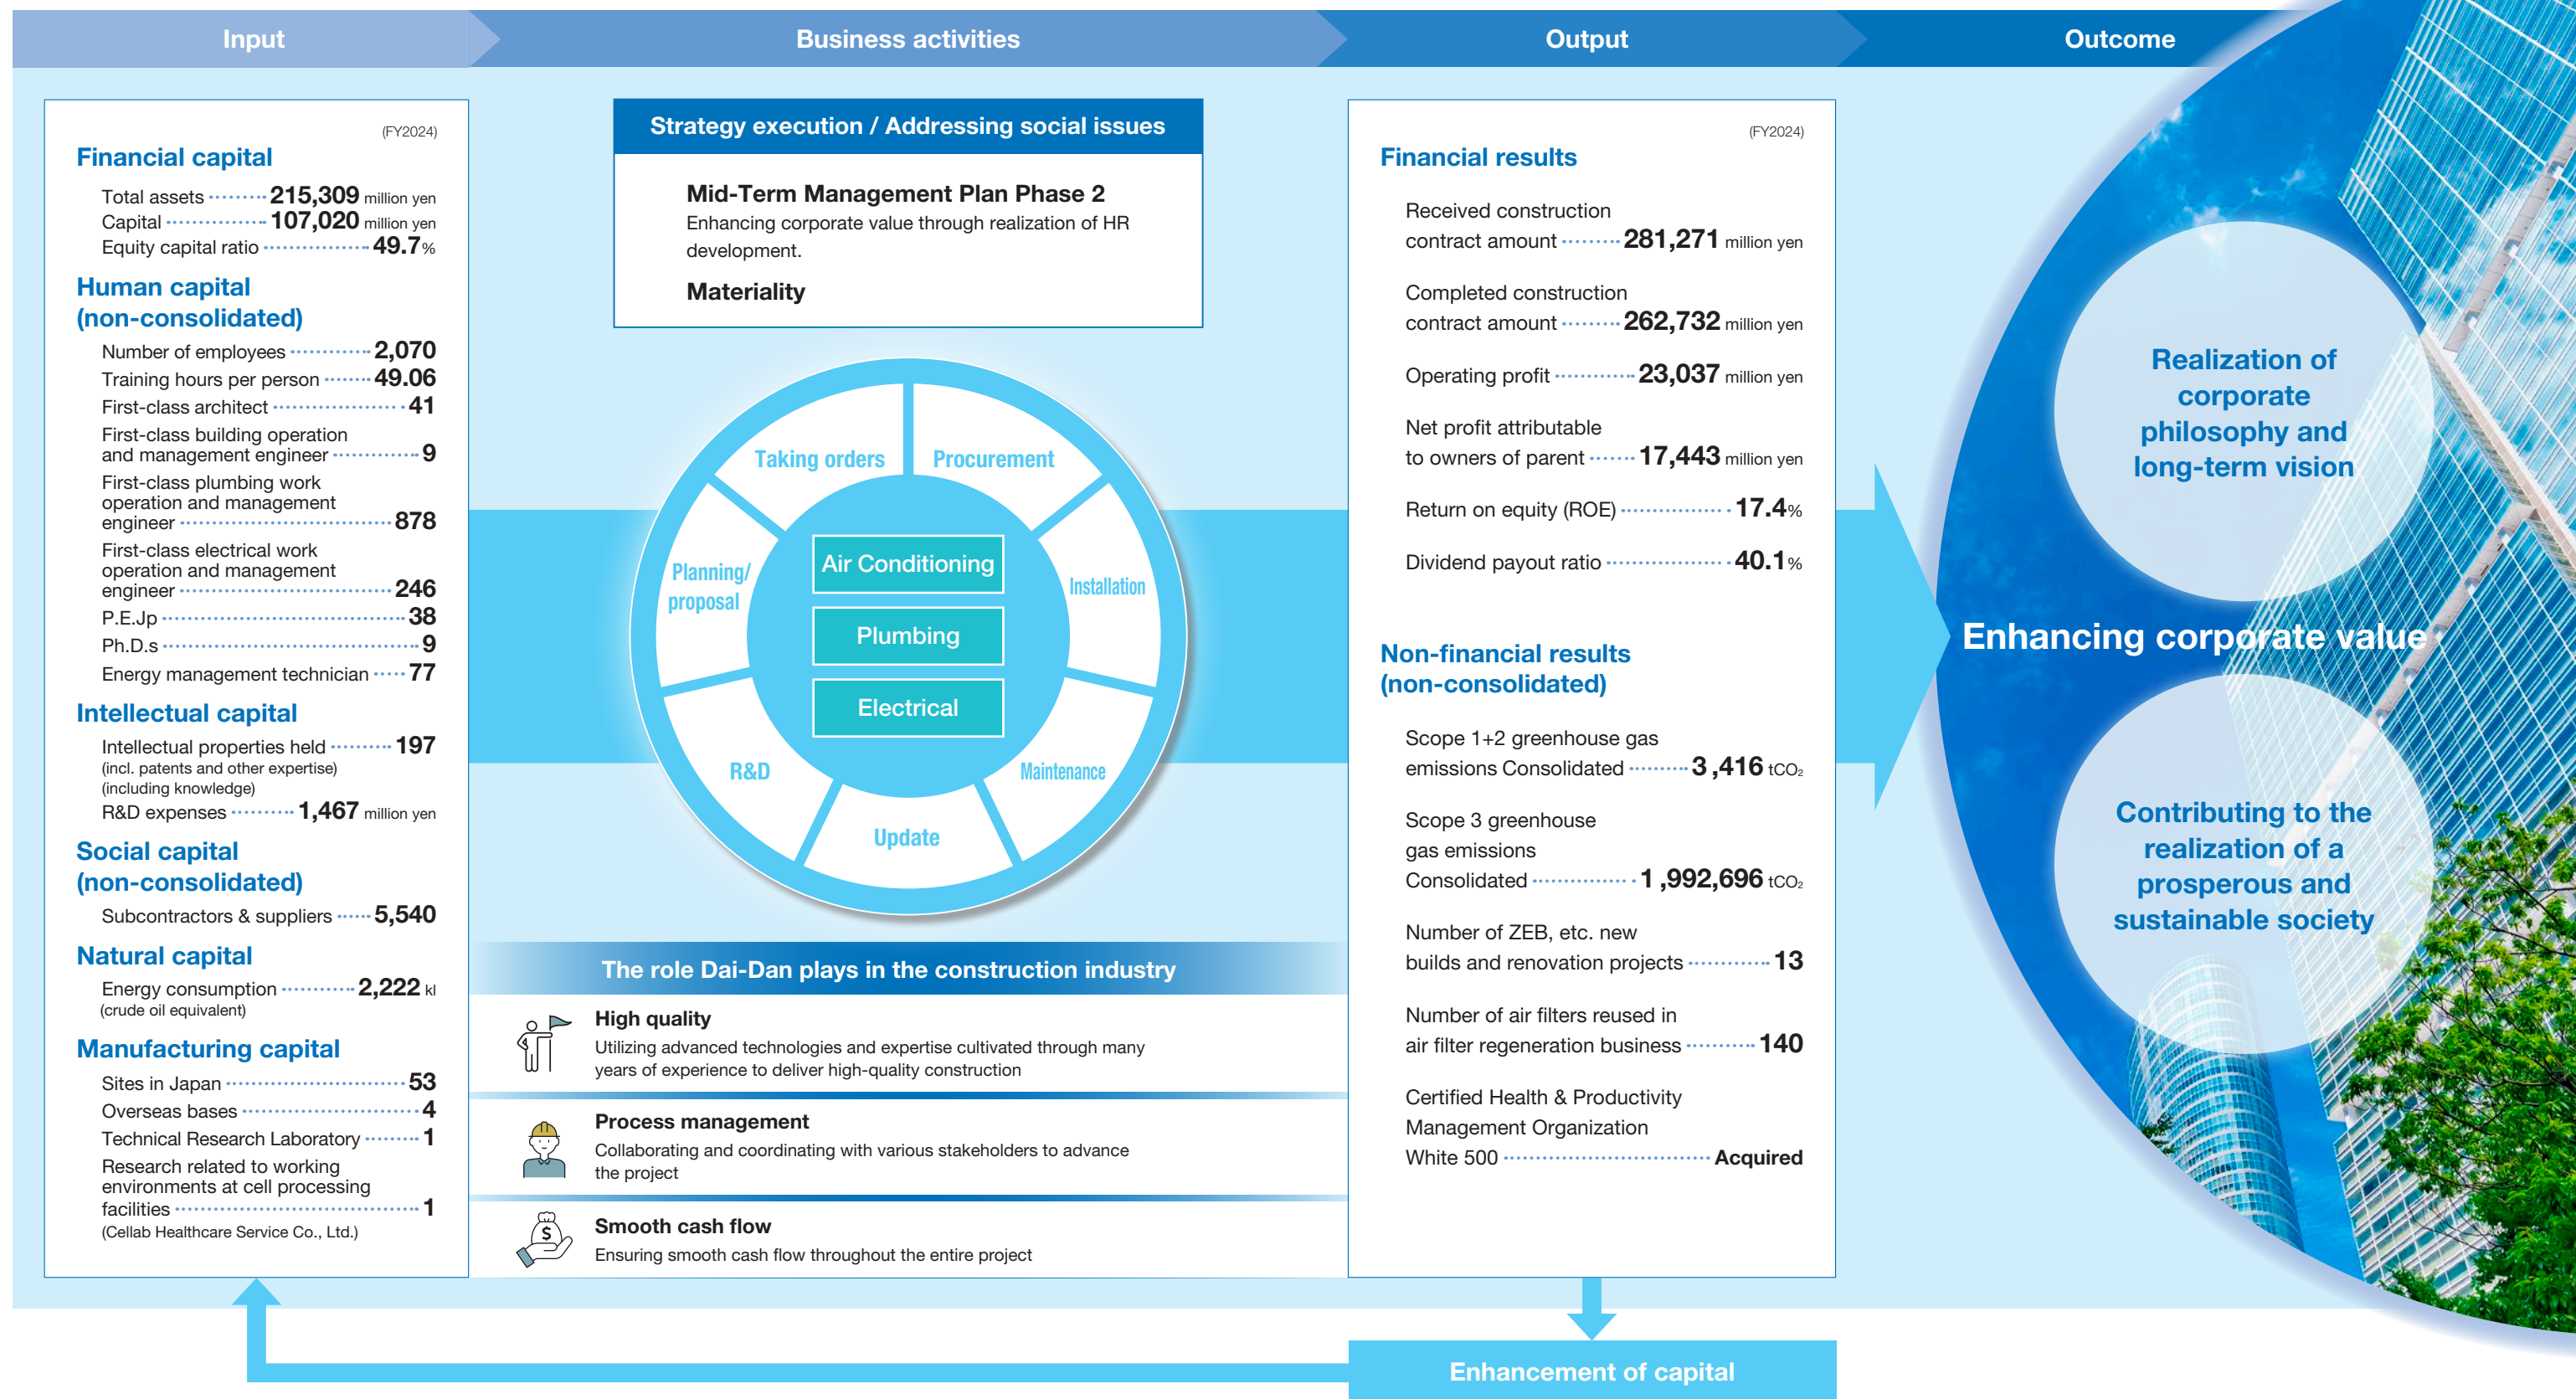 Input
Business activities
Output
Outcome
(FY2024)
Financial capital
Total assets 215,309 million yen
Capital 107,020 million yen
Equity capital ratio 49.7%
Human capital
(non-consolidated)
Number of employees 2,070
Training hours per person 49.06
First-class architect 41
First-class building operation
and management engineer 9
First-class plumbing work
operation and management
engineer 878
First-class electrical work
operation and management
engineer 246
P.E.Jp 38
Ph.D.s 9
Energy management technician 77
Intellectual capital
Intellectual properties held 197
(incl. patents and other expertise)
(including knowledge)
R&D expenses 1,467 million yen
Social capital
(non-consolidated)
Subcontractors & suppliers 5,540
Natural capital
Energy consumption 2,222 kl
(crude oil equivalent)
Manufacturing capital
Sites in Japan 53
Overseas bases 4
Technical Research Laboratory 1
Research related to working
environments at cell processing
facilities 1
(Cellab Healthcare Service Co., Ltd.)
Strategy execution / Addressing social issues
Mid-Term Management Plan Phase 2
Enhancing corporate value through realization of HR
development.
Materiality
Taking orders
Procurement
Planning/
proposal
Installation
R&D
Maintenance
Update
Air Conditioning
Plumbing
Electrical
The role Dai-Dan plays in the construction industry
High quality
Utilizing advanced technologies and expertise cultivated through many
years of experience to deliver high-quality construction
Process management
Collaborating and coordinating with various stakeholders to advance
the project
$
Smooth cash flow
Ensuring smooth cash flow throughout the entire project
(FY2024)
Financial results
Received construction
contract amount 281,271 million yen
Completed construction
contract amount 262,732 million yen
Operating profit 23,037 million yen
Net profit attributable
to owners of parent 17,443 million yen
Return on equity (ROE) 17.4%
Dividend payout ratio 40.1%
Non-financial results
(non-consolidated)
Scope 1+2 greenhouse gas
emissions Consolidated 3,416 tCO₂
Scope 3 greenhouse
gas emissions
Consolidated 1,992,696 tCO₂
Number of ZEB, etc. new
builds and renovation projects 13
Number of air filters reused in
air filter regeneration business 140
Certified Health & Productivity
Management Organization
White 500 Acquired
Realization of
corporate
philosophy and
long-term vision
Enhancing corporate value
Contributing to the
realization of a
prosperous and
sustainable society
Enhancement of capital